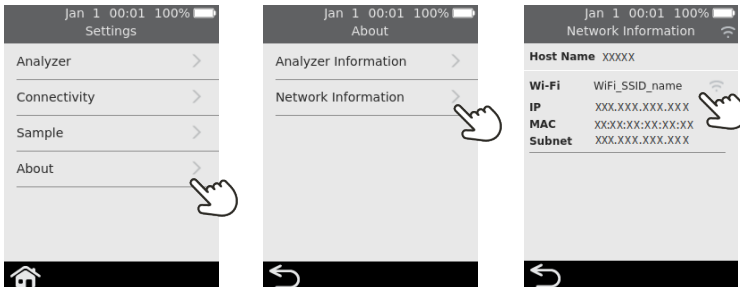 Jan 1 00:01 100%
Settings
Analyzer
Connectivity
Sample
About
Jan 1 00:01 100%
About
Analyzer Information
Network Information
Jan 1 00:01 100%
Network Information
Host Name XXXXX
Wi-Fi WiFi_SSID_name
IP XXX.XXX.XXX.XXX
MAC XX:XX:XX:XX:XX:XX
Subnet XXX.XXX.XXX.XXX